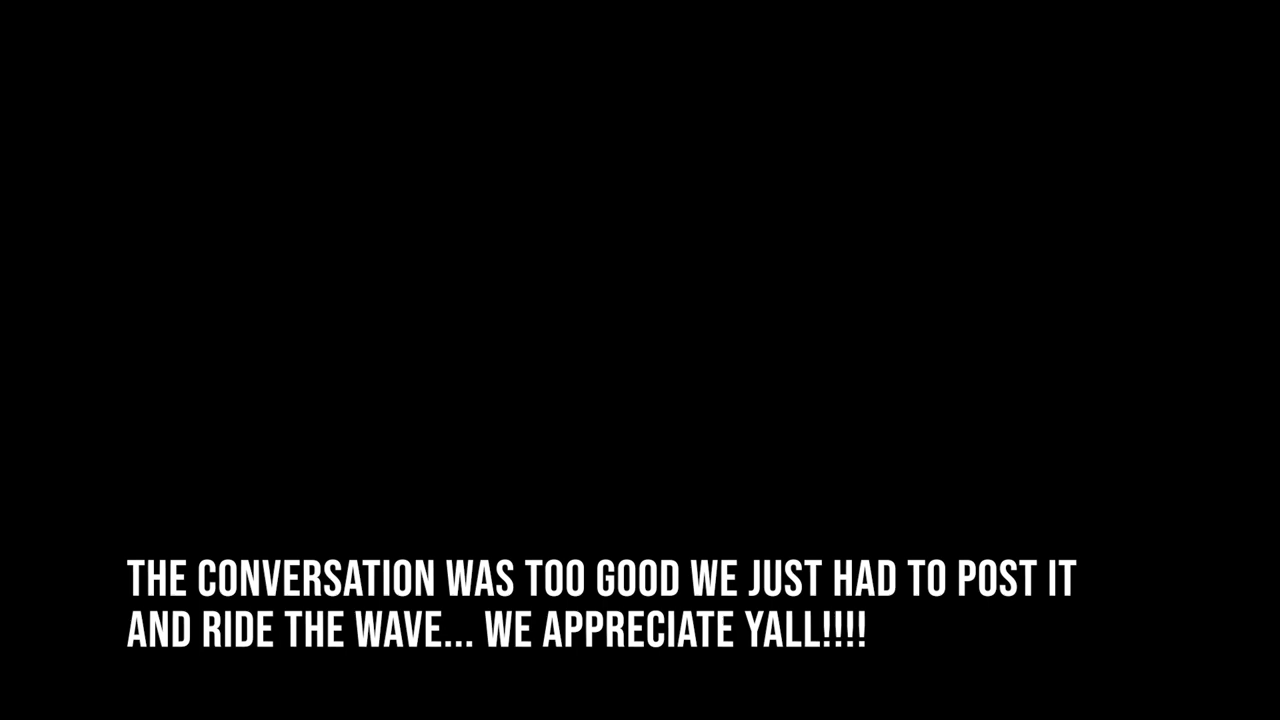 THE CONVERSATION WAS TOO GOOD WE JUST HAD TO POST IT
AND RIDE THE WAVE... WE APPRECIATE YALL!!!!